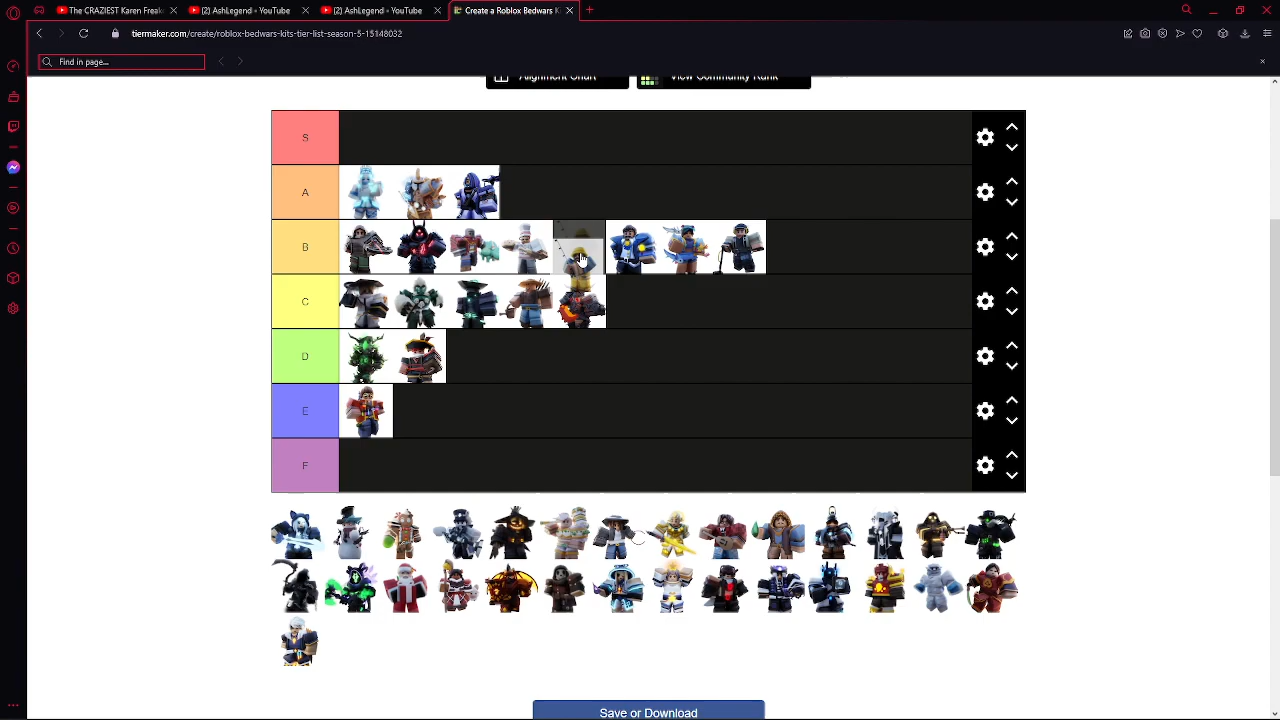 The CRAZIEST Karen Freak
(2) AshLegend - YouTube
(2) AshLegend - YouTube
Create a Roblox Bedwars K
tiermaker.com/create/roblox-bedwars-kits-tier-list-season-5-15148032
Find in page...
Alignment Chart
View Community Rank
S
A
B
C
D
E
F
Save or Download